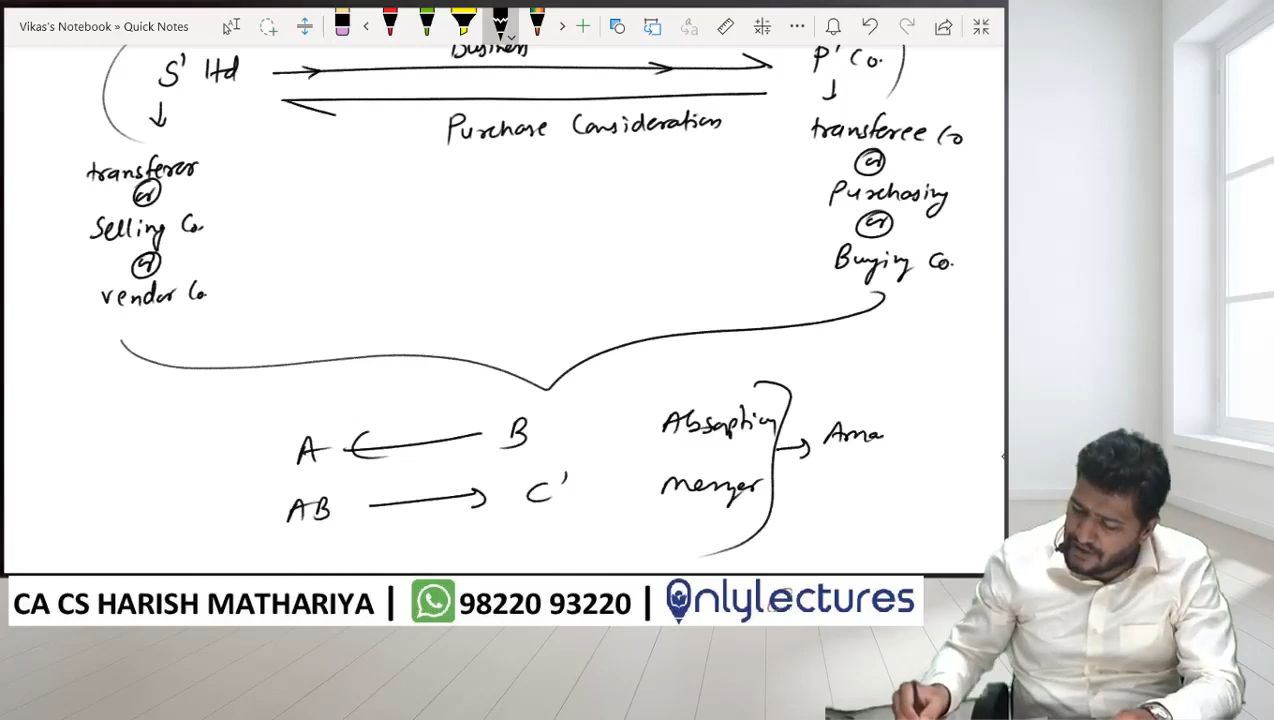 Vikas's Notebook » Quick Notes
Business
S' ltd
P' Co.
Purchase Consideration
transferor
or
Selling Co.
or
vendor Co
transferee Co
or
Purchasing
or
Buying Co.
A B Absorption
AB C' Merger
Ama
CA CS HARISH MATHARIYA | 98220 93220 | Onlylectures